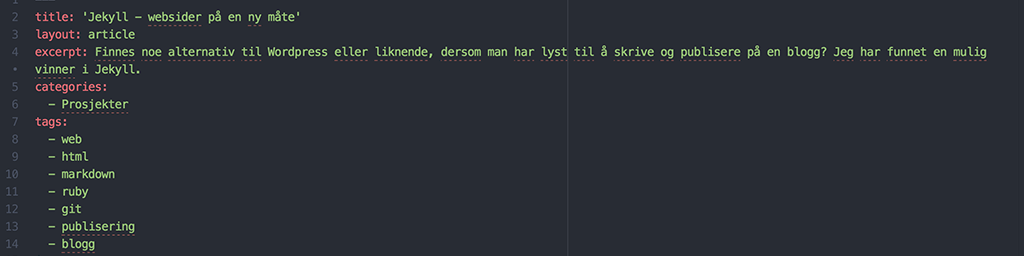 1 ---
2 title: 'Jekyll - websider på en ny måte'
3 layout: article
4 excerpt: Finnes noe alternativ til Wordpress eller liknende, dersom man har lyst til å skrive og publisere på en blogg? Jeg har funnet en mulig
• vinner i Jekyll.
5 categories:
6 - Prosjekter
7 tags:
8 - web
9 - html
10 - markdown
11 - ruby
12 - git
13 - publisering
14 - blogg